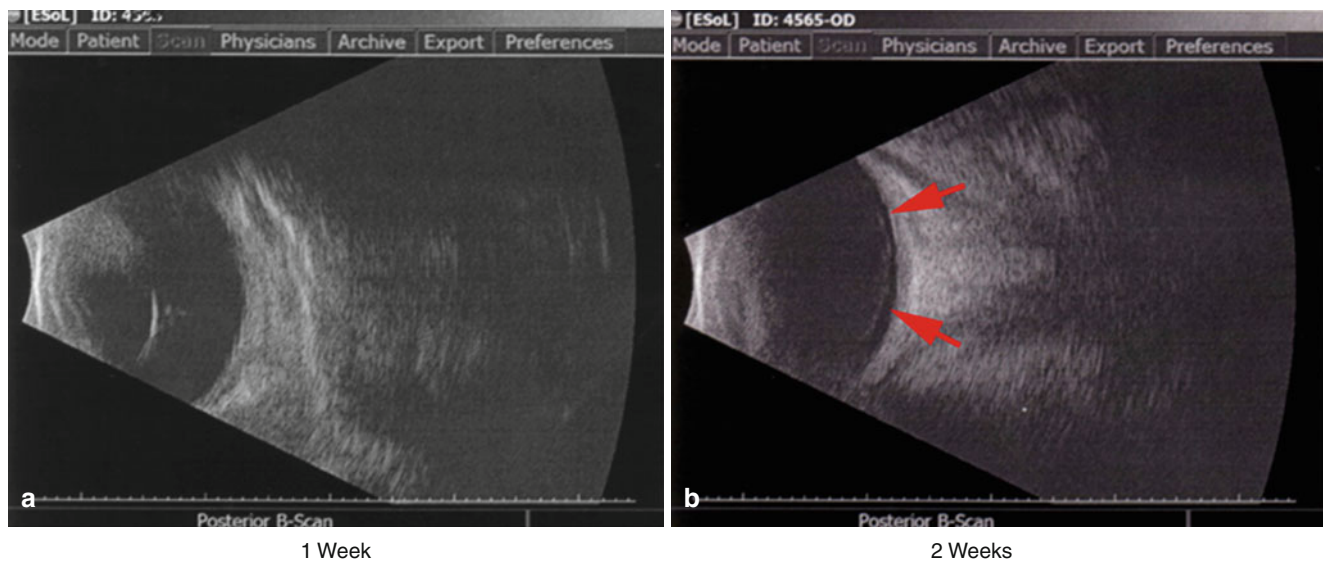 [ESoL] ID: 4565
Mode Patient Scan Physicians Archive Export Preferences
a
Posterior B-Scan
1 Week
[ESoL] ID: 4565-OD
Mode Patient Scan Physicians Archive Export Preferences
b
Posterior B-Scan
2 Weeks